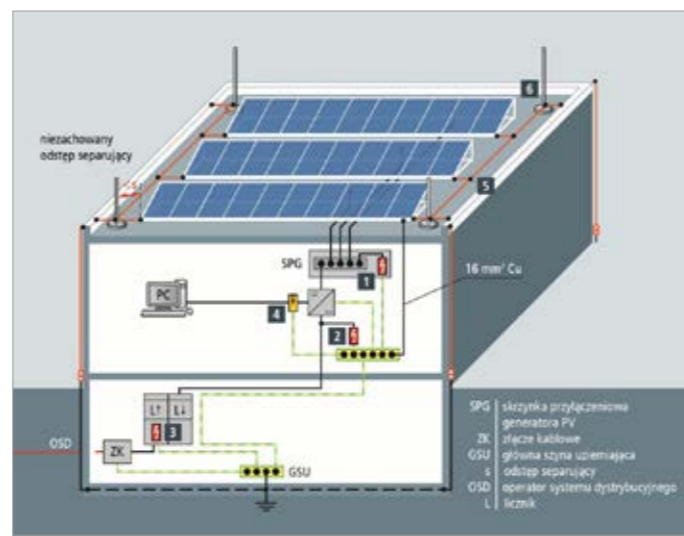 6
niezachowany
odstęp separujący
< s
5
SPG
1
16 mm² Cu
PC
4
2
L↑ L↓
3
OSD
ZK
GSU
SPG skrzynka przyłączeniowa
generatora PV
ZK złącze kablowe
GSU główna szyna uziemiająca
s odstęp separujący
OSD operator systemu dystrybucyjnego
L licznik